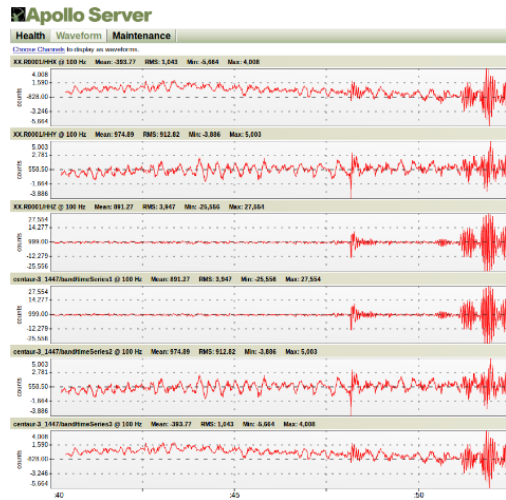 Apollo Server
Health Waveform Maintenance
Choose Channels to display as waveforms.
XX.R0001/HHX @ 100 Hz Mean: -393.77 RMS: 1,043 Min: -5,664 Max: 4,008
4.008
1.590
-828.00
-3.246
-5.664
counts
XX.R0001/HHY @ 100 Hz Mean: 974.89 RMS: 912.82 Min: -3,886 Max: 5,003
5.003
2.781
558.50
-1.664
-3.886
counts
XX.R0001/HHZ @ 100 Hz Mean: 891.27 RMS: 3,947 Min: -25,556 Max: 27,554
27.554
14.277
999.00
-12.279
-25.556
counts
centaur-3_1447/band/timeSeries1 @ 100 Hz Mean: 891.27 RMS: 3,947 Min: -25,556 Max: 27,554
27.554
14.277
999.00
-12.279
-25.556
counts
centaur-3_1447/band/timeSeries2 @ 100 Hz Mean: 974.89 RMS: 912.82 Min: -3,886 Max: 5,003
5.003
2.781
558.50
-1.664
-3.886
counts
centaur-3_1447/band/timeSeries3 @ 100 Hz Mean: -393.77 RMS: 1,043 Min: -5,664 Max: 4,008
4.008
1.590
-828.00
-3.246
-5.664
counts
:40 :45 :50